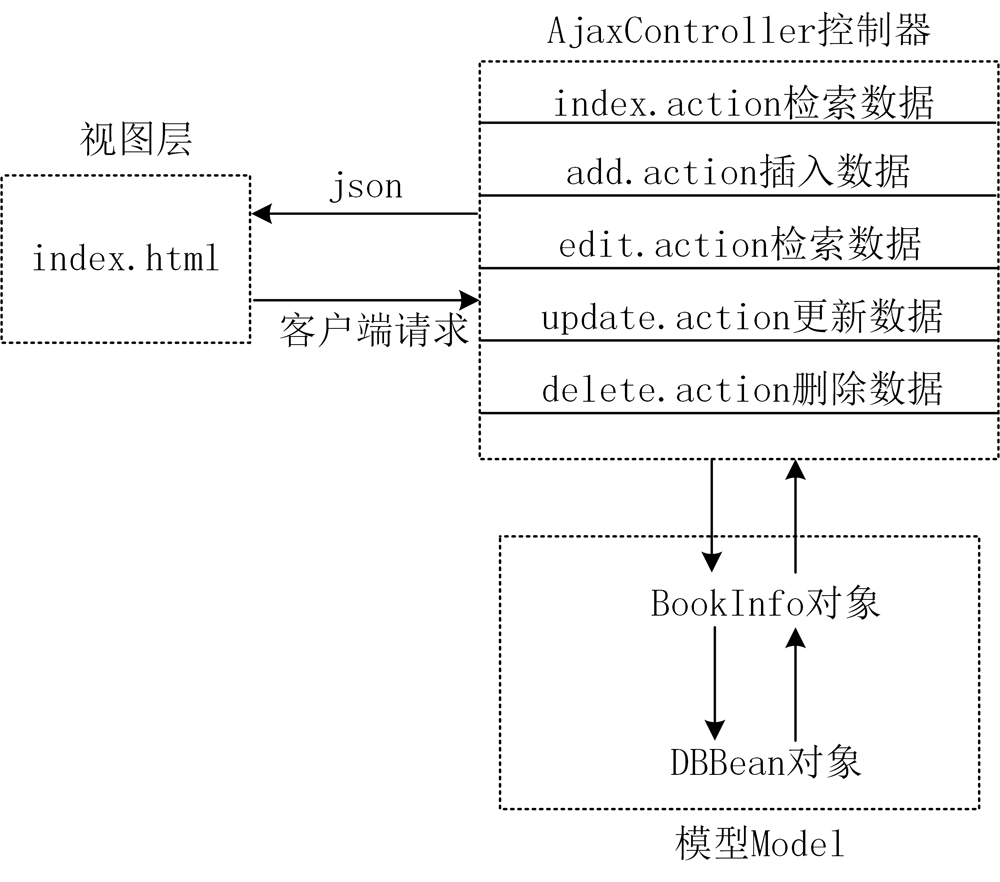 AjaxController控制器
index.action检索数据
add.action插入数据
edit.action检索数据
update.action更新数据
delete.action删除数据
视图层
index.html
json
客户端请求
BookInfo对象
DBBean对象
模型Model